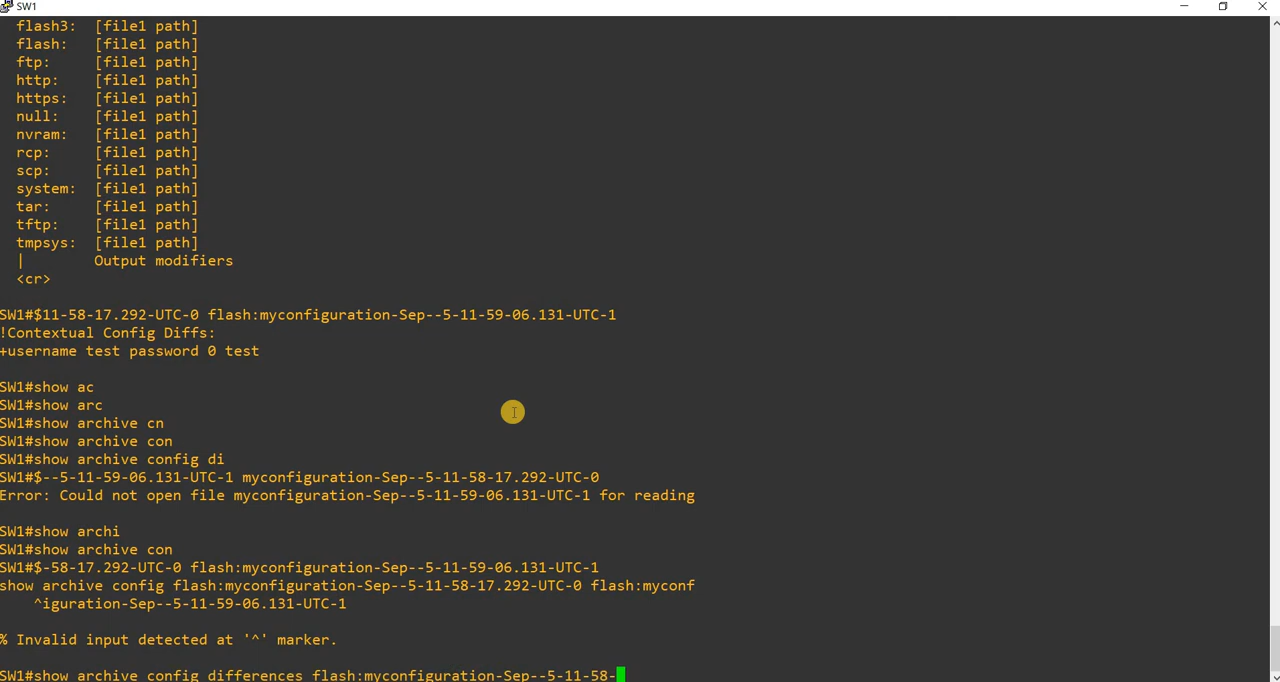 SW1
flash3: [file1 path]
flash: [file1 path]
ftp: [file1 path]
http: [file1 path]
https: [file1 path]
null: [file1 path]
nvram: [file1 path]
rcp: [file1 path]
scp: [file1 path]
system: [file1 path]
tar: [file1 path]
tftp: [file1 path]
tmpsys: [file1 path]
| Output modifiers
<cr>
SW1#$11-58-17.292-UTC-0 flash:myconfiguration-Sep--5-11-59-06.131-UTC-1
!Contextual Config Diffs:
+username test password 0 test
SW1#show ac
SW1#show arc
SW1#show archive cn
SW1#show archive con
SW1#show archive config di
SW1#$--5-11-59-06.131-UTC-1 myconfiguration-Sep--5-11-58-17.292-UTC-0
Error: Could not open file myconfiguration-Sep--5-11-59-06.131-UTC-1 for reading
SW1#show archi
SW1#show archive con
SW1#$-58-17.292-UTC-0 flash:myconfiguration-Sep--5-11-59-06.131-UTC-1
show archive config flash:myconfiguration-Sep--5-11-58-17.292-UTC-0 flash:myconf
^iguration-Sep--5-11-59-06.131-UTC-1
% Invalid input detected at '^' marker.
SW1#show archive config differences flash:myconfiguration-Sep--5-11-58-